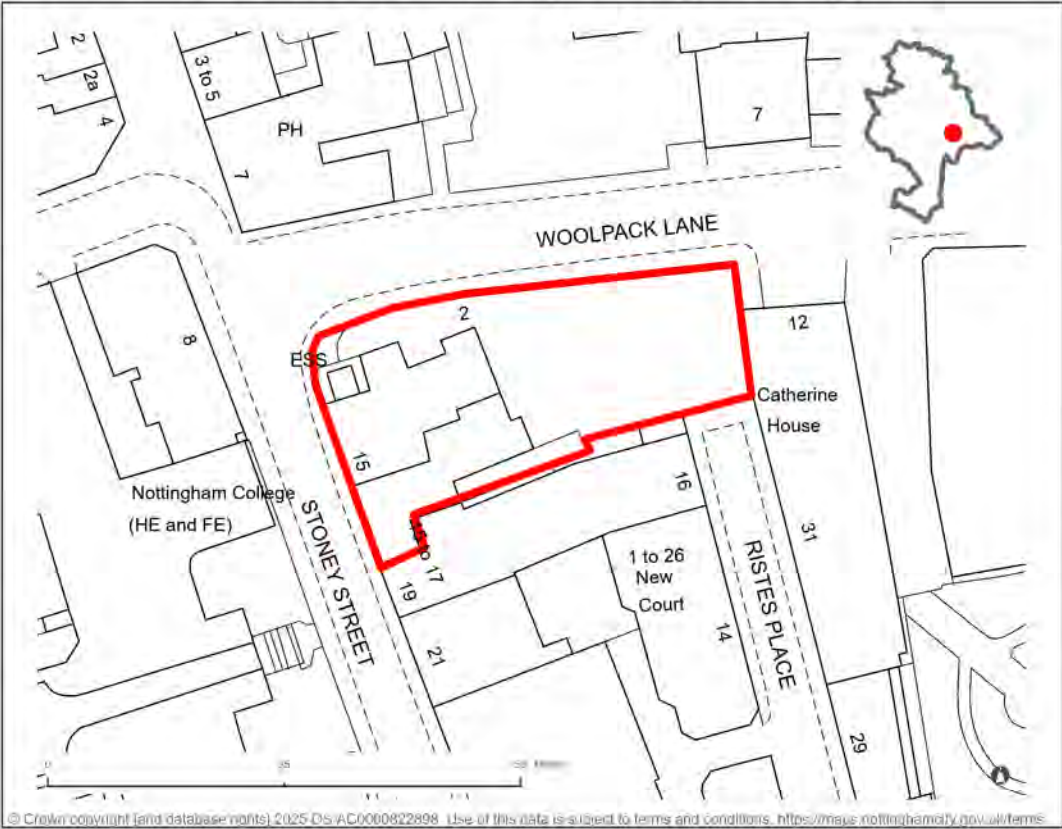 2
2a
4
3 to 5
PH
7
7
WOOLPACK LANE
2
12
8
ESS
Catherine
House
15
Nottingham College
(HE and FE)
16
STONEY STREET
19
1 to 26
New
Court
RISTES PLACE
31
21
14
29
0
© Crown copyright [and database rights] 2025 OS AC0000822898. Use of this data is subject to terms and conditions, https://maps.nottinghamcity.gov.uk/terms